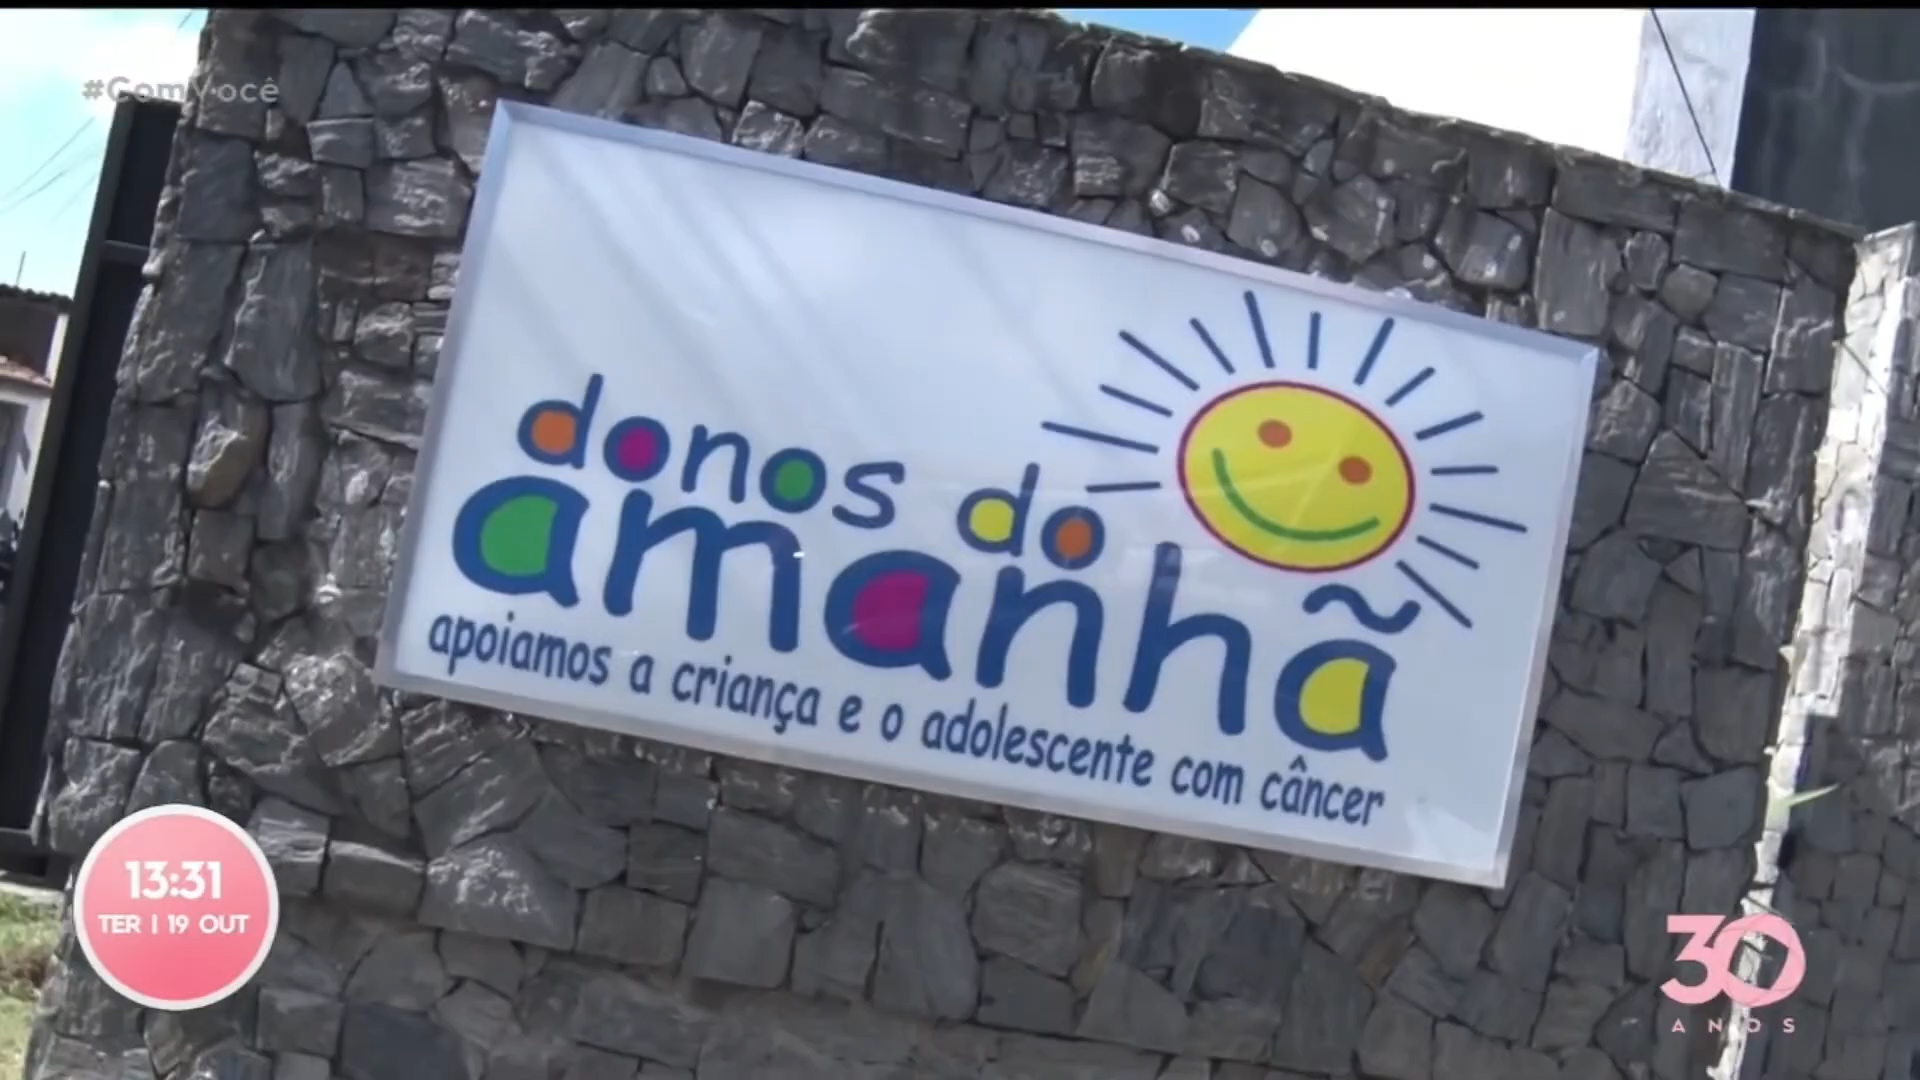 #ComVocê
donos do
amanhã
apoiamos a criança e o adolescente com câncer
13:31
TER | 19 OUT
30
ANOS